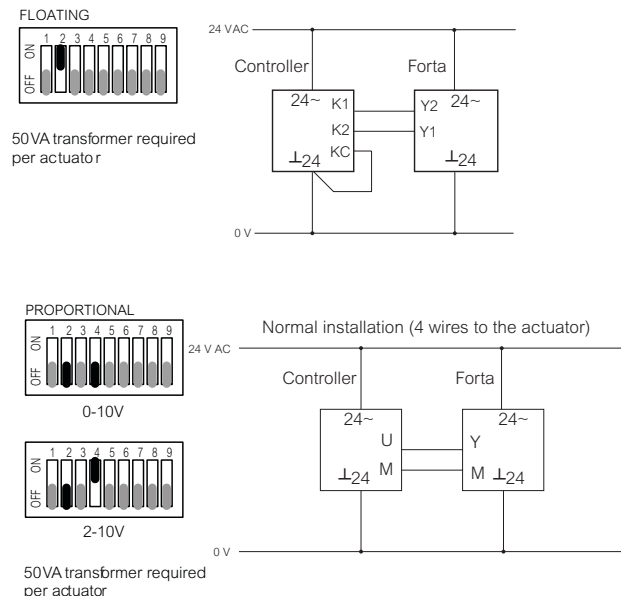 FLOATING
ON
OFF
1 2 3 4 5 6 7 8 9
50VA transformer required
per actuator
24 VAC
Controller
Forta
24~ K1
K2
KC
⊥24
Y2 24~
Y1
⊥24
0 V
PROPORTIONAL
ON
OFF
1 2 3 4 5 6 7 8 9
0-10V
ON
OFF
1 2 3 4 5 6 7 8 9
2-10V
50VA transformer required
per actuator
Normal installation (4 wires to the actuator)
24 V AC
Controller
Forta
24~
U
M
⊥24
24~
Y
M ⊥24
0 V